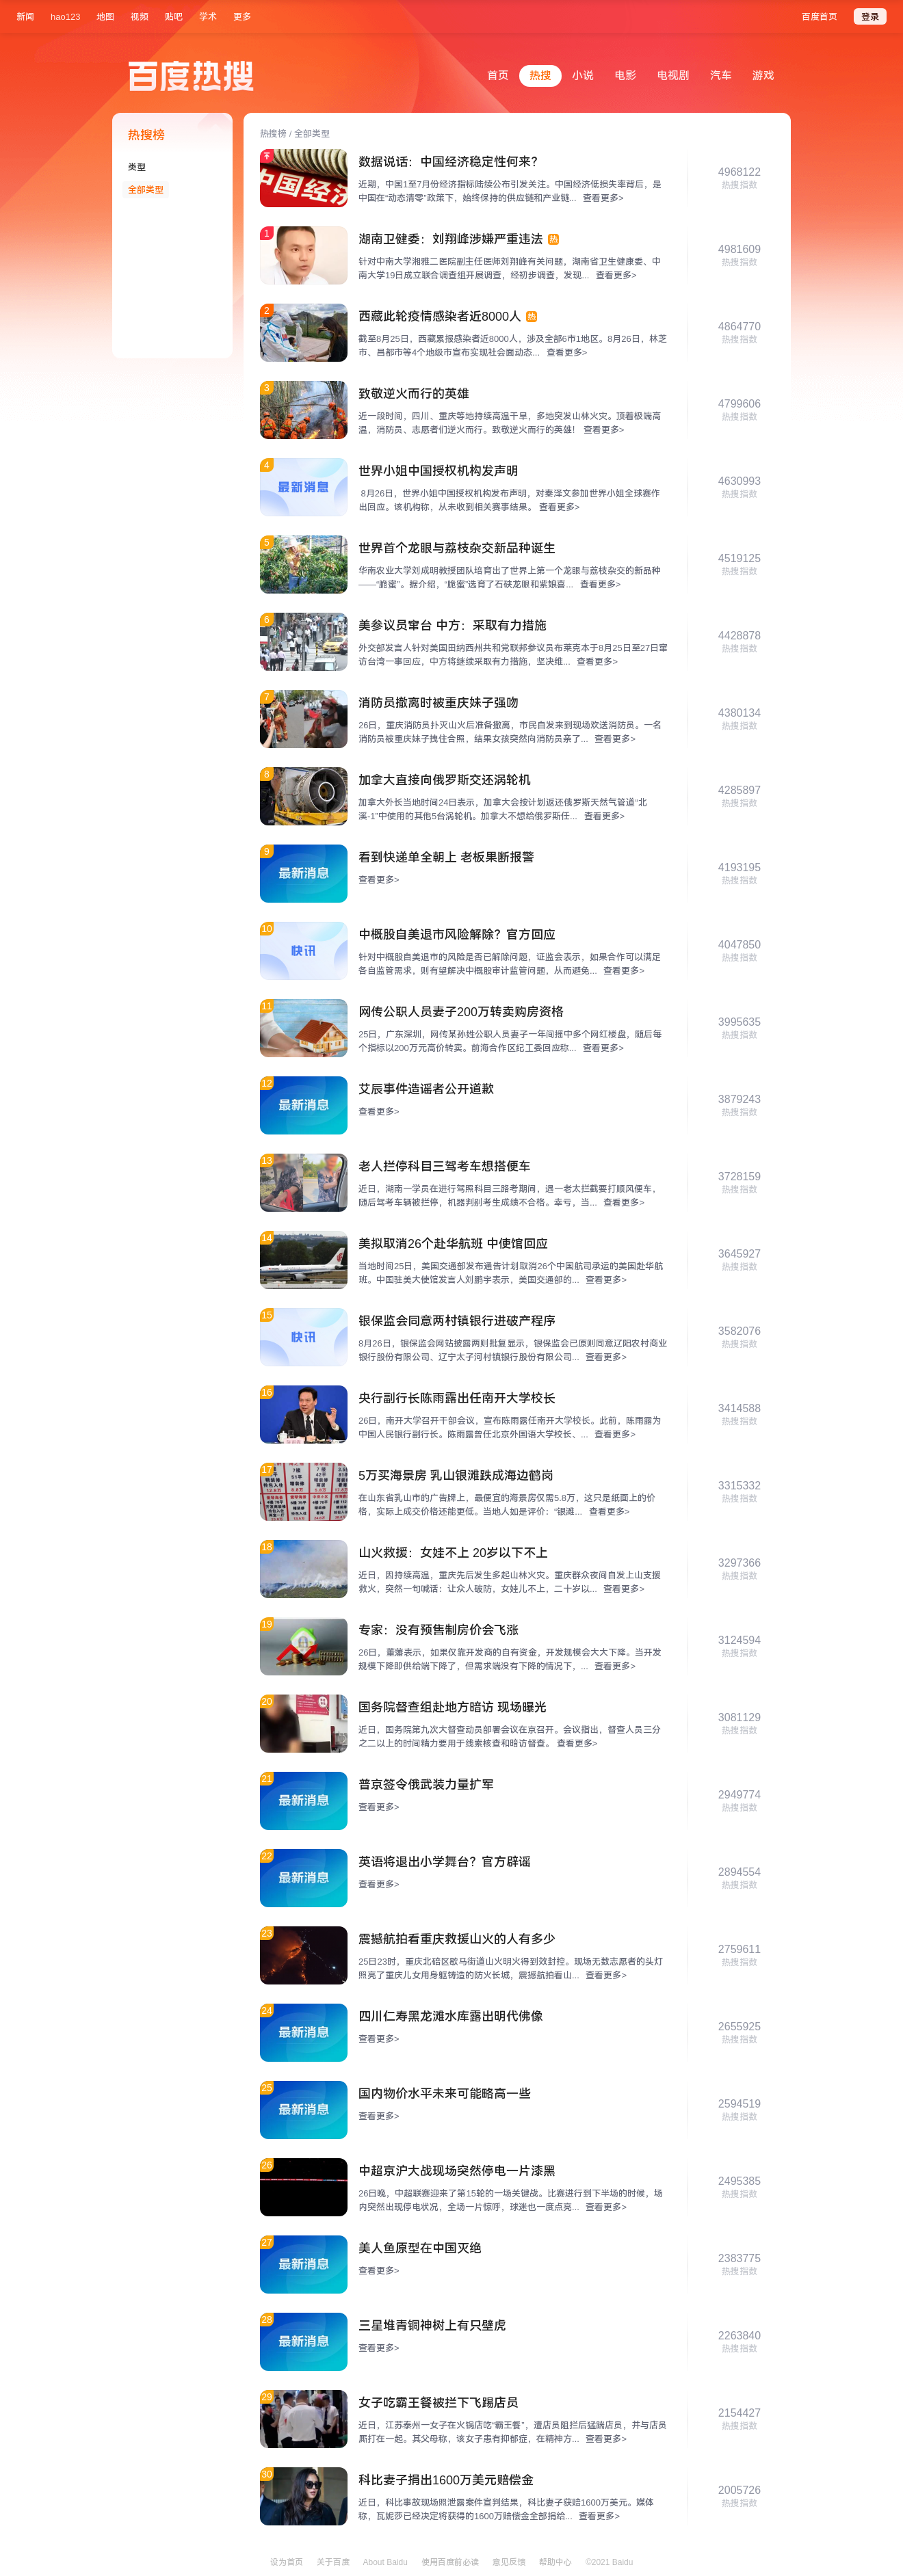 新闻 hao123 地图 视频 贴吧 学术 更多 百度首页 登录
百度热搜
首页 热搜 小说 电影 电视剧 汽车 游戏
热搜榜
类型
全部类型
热搜榜 / 全部类型
数据说话：中国经济稳定性何来？
近期，中国1至7月份经济指标陆续公布引发关注。中国经济低损失率背后，是
中国在“动态清零”政策下，始终保持的供应链和产业链... 查看更多>
4968122
热搜指数
1
湖南卫健委：刘翔峰涉嫌严重违法 热
针对中南大学湘雅二医院副主任医师刘翔峰有关问题，湖南省卫生健康委、中
南大学19日成立联合调查组开展调查，经初步调查，发现... 查看更多>
4981609
热搜指数
2
西藏此轮疫情感染者近8000人 热
截至8月25日，西藏累报感染者近8000人，涉及全部6市1地区。8月26日，林芝
市、昌都市等4个地级市宣布实现社会面动态... 查看更多>
4864770
热搜指数
3
致敬逆火而行的英雄
近一段时间，四川、重庆等地持续高温干旱，多地突发山林火灾。顶着极端高
温，消防员、志愿者们逆火而行。致敬逆火而行的英雄！ 查看更多>
4799606
热搜指数
4
最新消息
世界小姐中国授权机构发声明
8月26日，世界小姐中国授权机构发布声明，对秦泽文参加世界小姐全球赛作
出回应。该机构称，从未收到相关赛事结果。 查看更多>
4630993
热搜指数
5
世界首个龙眼与荔枝杂交新品种诞生
华南农业大学刘成明教授团队培育出了世界上第一个龙眼与荔枝杂交的新品种
——“脆蜜”。据介绍，“脆蜜”选育了石硖龙眼和紫娘喜... 查看更多>
4519125
热搜指数
6
美参议员窜台 中方：采取有力措施
外交部发言人针对美国田纳西州共和党联邦参议员布莱克本于8月25日至27日窜
访台湾一事回应，中方将继续采取有力措施，坚决维... 查看更多>
4428878
热搜指数
7
消防员撤离时被重庆妹子强吻
26日，重庆消防员扑灭山火后准备撤离，市民自发来到现场欢送消防员。一名
消防员被重庆妹子拽住合照，结果女孩突然向消防员亲了... 查看更多>
4380134
热搜指数
8
加拿大直接向俄罗斯交还涡轮机
加拿大外长当地时间24日表示，加拿大会按计划返还俄罗斯天然气管道“北
溪-1”中使用的其他5台涡轮机。加拿大不想给俄罗斯任... 查看更多>
4285897
热搜指数
9
最新消息
看到快递单全朝上 老板果断报警
查看更多>
4193195
热搜指数
10
快讯
中概股自美退市风险解除？官方回应
针对中概股自美退市的风险是否已解除问题，证监会表示，如果合作可以满足
各自监管需求，则有望解决中概股审计监管问题，从而避免... 查看更多>
4047850
热搜指数
11
网传公职人员妻子200万转卖购房资格
25日，广东深圳，网传某孙姓公职人员妻子一年间摇中多个网红楼盘，随后每
个指标以200万元高价转卖。前海合作区纪工委回应称... 查看更多>
3995635
热搜指数
12
最新消息
艾辰事件造谣者公开道歉
查看更多>
3879243
热搜指数
13
老人拦停科目三驾考车想搭便车
近日，湖南一学员在进行驾照科目三路考期间，遇一老太拦截要打顺风便车，
随后驾考车辆被拦停，机器判别考生成绩不合格。幸亏，当... 查看更多>
3728159
热搜指数
14
美拟取消26个赴华航班 中使馆回应
当地时间25日，美国交通部发布通告计划取消26个中国航司承运的美国赴华航
班。中国驻美大使馆发言人刘鹏宇表示，美国交通部的... 查看更多>
3645927
热搜指数
15
快讯
银保监会同意两村镇银行进破产程序
8月26日，银保监会网站披露两则批复显示，银保监会已原则同意辽阳农村商业
银行股份有限公司、辽宁太子河村镇银行股份有限公司... 查看更多>
3582076
热搜指数
16
央行副行长陈雨露出任南开大学校长
26日，南开大学召开干部会议，宣布陈雨露任南开大学校长。此前，陈雨露为
中国人民银行副行长。陈雨露曾任北京外国语大学校长、... 查看更多>
3414588
热搜指数
17
5万买海景房 乳山银滩跌成海边鹤岗
在山东省乳山市的广告牌上，最便宜的海景房仅需5.8万，这只是纸面上的价
格，实际上成交价格还能更低。当地人如是评价：“银滩... 查看更多>
3315332
热搜指数
18
山火救援：女娃不上 20岁以下不上
近日，因持续高温，重庆先后发生多起山林火灾。重庆群众夜间自发上山支援
救火，突然一句喊话：让众人破防，女娃儿不上，二十岁以... 查看更多>
3297366
热搜指数
19
专家：没有预售制房价会飞涨
26日，董藩表示，如果仅靠开发商的自有资金，开发规模会大大下降。当开发
规模下降即供给端下降了，但需求端没有下降的情况下，... 查看更多>
3124594
热搜指数
20
国务院督查组赴地方暗访 现场曝光
近日，国务院第九次大督查动员部署会议在京召开。会议指出，督查人员三分
之二以上的时间精力要用于线索核查和暗访督查。 查看更多>
3081129
热搜指数
21
最新消息
普京签令俄武装力量扩军
查看更多>
2949774
热搜指数
22
最新消息
英语将退出小学舞台？官方辟谣
查看更多>
2894554
热搜指数
23
震撼航拍看重庆救援山火的人有多少
25日23时，重庆北碚区歇马街道山火明火得到效封控。现场无数志愿者的头灯
照亮了重庆儿女用身躯铸造的防火长城，震撼航拍看山... 查看更多>
2759611
热搜指数
24
最新消息
四川仁寿黑龙滩水库露出明代佛像
查看更多>
2655925
热搜指数
25
最新消息
国内物价水平未来可能略高一些
查看更多>
2594519
热搜指数
26
中超京沪大战现场突然停电一片漆黑
26日晚，中超联赛迎来了第15轮的一场关键战。比赛进行到下半场的时候，场
内突然出现停电状况，全场一片惊呼，球迷也一度点亮... 查看更多>
2495385
热搜指数
27
最新消息
美人鱼原型在中国灭绝
查看更多>
2383775
热搜指数
28
最新消息
三星堆青铜神树上有只壁虎
查看更多>
2263840
热搜指数
29
女子吃霸王餐被拦下飞踢店员
近日，江苏泰州一女子在火锅店吃“霸王餐”，遭店员阻拦后猛踹店员，并与店员
厮打在一起。其父母称，该女子患有抑郁症，在精神方... 查看更多>
2154427
热搜指数
30
科比妻子捐出1600万美元赔偿金
近日，科比事故现场照泄露案件宣判结果，科比妻子获赔1600万美元。媒体
称，瓦妮莎已经决定将获得的1600万赔偿金全部捐给... 查看更多>
2005726
热搜指数
设为首页 关于百度 About Baidu 使用百度前必读 意见反馈 帮助中心 ©2021 Baidu